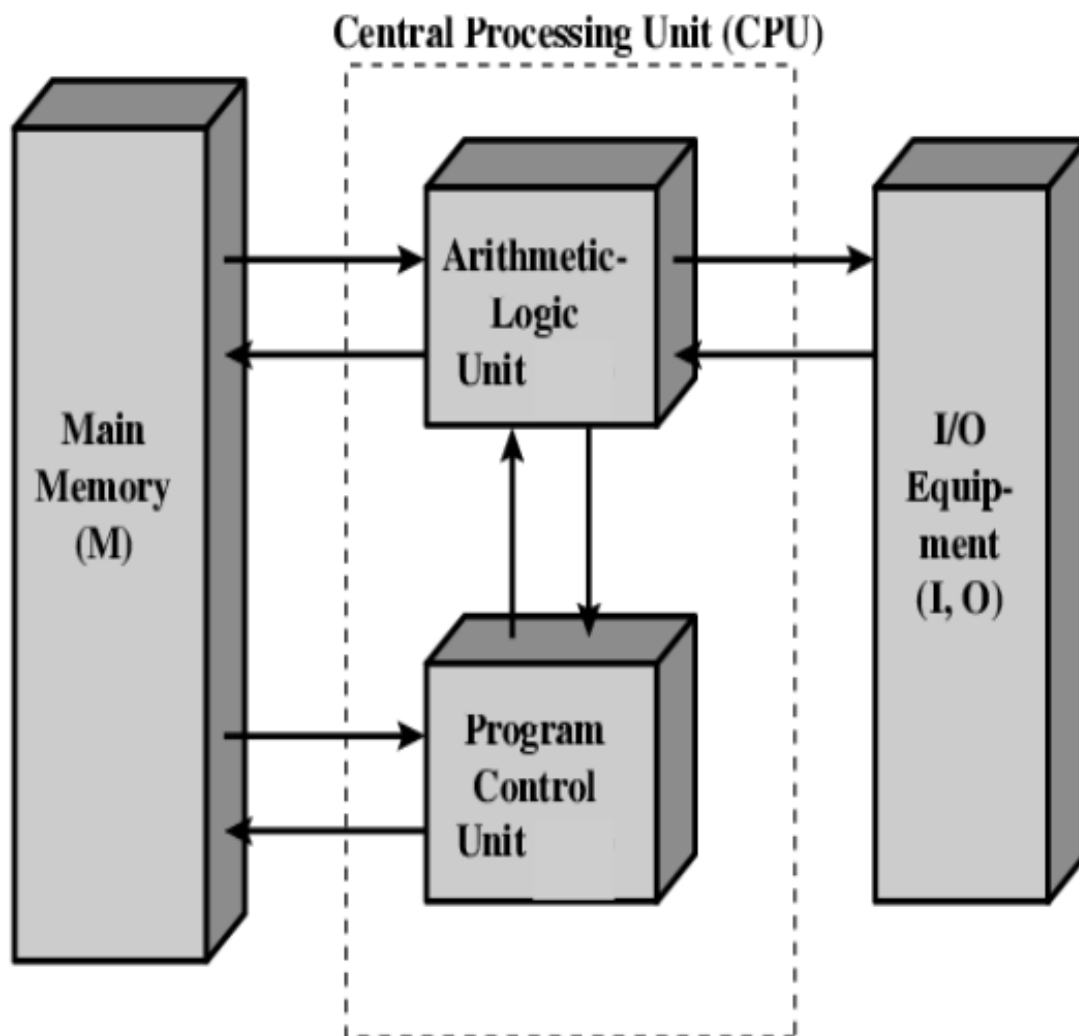 Central Processing Unit (CPU)
Arithmetic-
Logic
Unit
Main
Memory
(M)
I/O
Equip-
ment
(I, O)
Program
Control
Unit